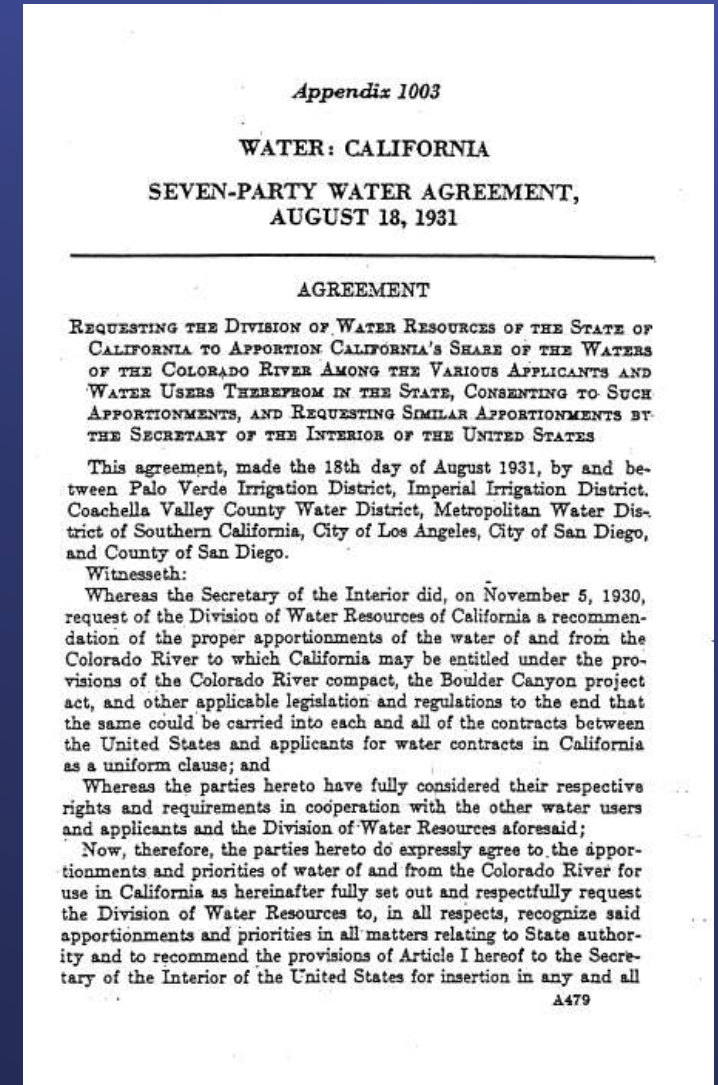 Appendix 1003
WATER: CALIFORNIA
SEVEN-PARTY WATER AGREEMENT,
AUGUST 18, 1931
AGREEMENT
REQUESTING THE DIVISION OF WATER RESOURCES OF THE STATE OF
CALIFORNIA TO APPORTION CALIFORNIA'S SHARE OF THE WATERS
OF THE COLORADO RIVER AMONG THE VARIOUS APPLICANTS AND
WATER USERS THEREFROM IN THE STATE, CONSENTING TO SUCH
APPORTIONMENTS, AND REQUESTING SIMILAR APPORTIONMENTS BY
THE SECRETARY OF THE INTERIOR OF THE UNITED STATES
This agreement, made the 18th day of August 1931, by and be-
tween Palo Verde Irrigation District, Imperial Irrigation District.
Coachella Valley County Water District, Metropolitan Water Dis-
trict of Southern California, City of Los Angeles, City of San Diego,
and County of San Diego.
Witnesseth:
Whereas the Secretary of the Interior did, on November 5, 1930,
request of the Division of Water Resources of California a recommen-
dation of the proper apportionments of the water of and from the
Colorado River to which California may be entitled under the pro-
visions of the Colorado River compact, the Boulder Canyon project
act, and other applicable legislation and regulations to the end that
the same could be carried into each and all of the contracts between
the United States and applicants for water contracts in California
as a uniform clause; and
Whereas the parties hereto have fully considered their respective
rights and requirements in cooperation with the other water users
and applicants and the Division of Water Resources aforesaid;
Now, therefore, the parties hereto do expressly agree to the appor-
tionments and priorities of water of and from the Colorado River for
use in California as hereinafter fully set out and respectfully request
the Division of Water Resources to, in all respects, recognize said
apportionments and priorities in all matters relating to State author-
ity and to recommend the provisions of Article I hereof to the Secre-
tary of the Interior of the United States for insertion in any and all
A479